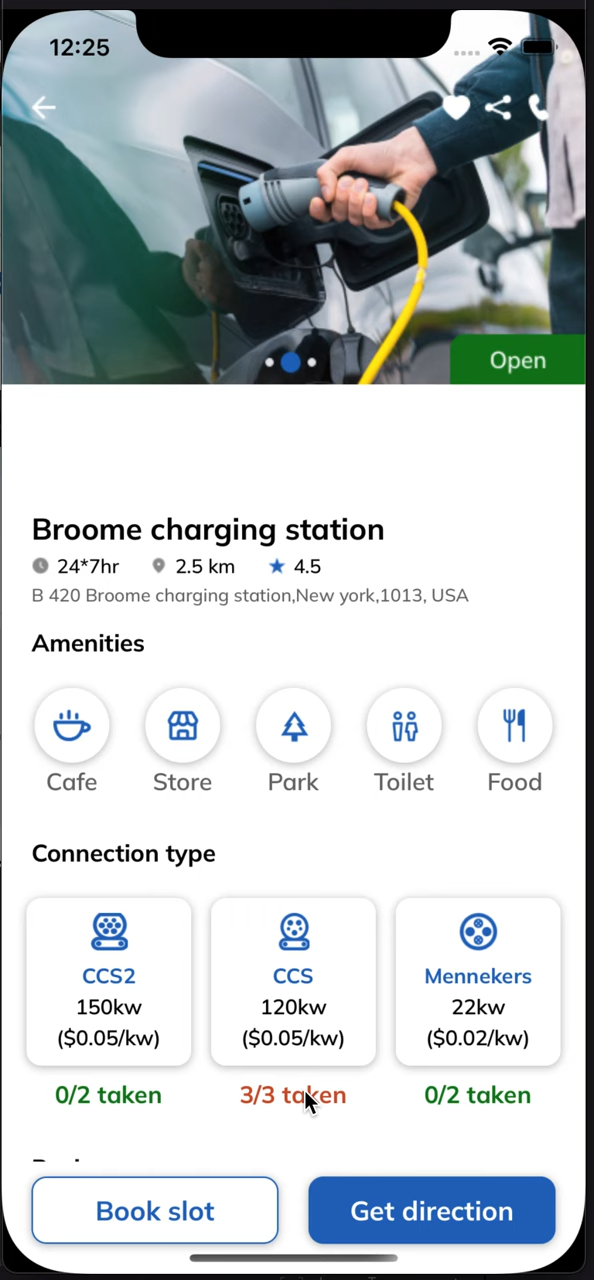 12:25
Open
Broome charging station
24*7hr 2.5 km 4.5
B 420 Broome charging station,New york,1013, USA
Amenities
Cafe Store Park Toilet Food
Connection type
CCS2 CCS Mennekers
150kw 120kw 22kw
($0.05/kw) ($0.05/kw) ($0.02/kw)
0/2 taken 3/3 taken 0/2 taken
Book slot Get direction